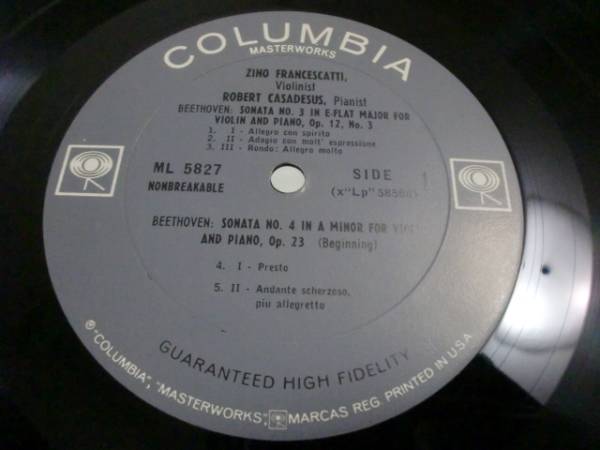 COLUMBIA
MASTERWORKS
ZINO FRANCESCATTI,
Violinist
ROBERT CASADESUS, Pianist
BEETHOVEN: SONATA NO. 3 IN E-FLAT MAJOR FOR
VIOLIN AND PIANO, Op. 12, No. 3
1. I - Allegro con spirito
2. II - Adagio con molt' espressione
3. III - Rondo: Allegro molto
ML 5827
NONBREAKABLE
SIDE 1
BEETHOVEN: SONATA NO. 4 IN A MINOR FOR
AND PIANO, Op. 23 (Beginning)
4. I - Presto
5. II - Andante scherzoso,
piu allegretto
GUARANTEED HIGH FIDELITY
® "COLUMBIA", "MASTERWORKS", MARCAS REG. PRINTED IN U.S.A.